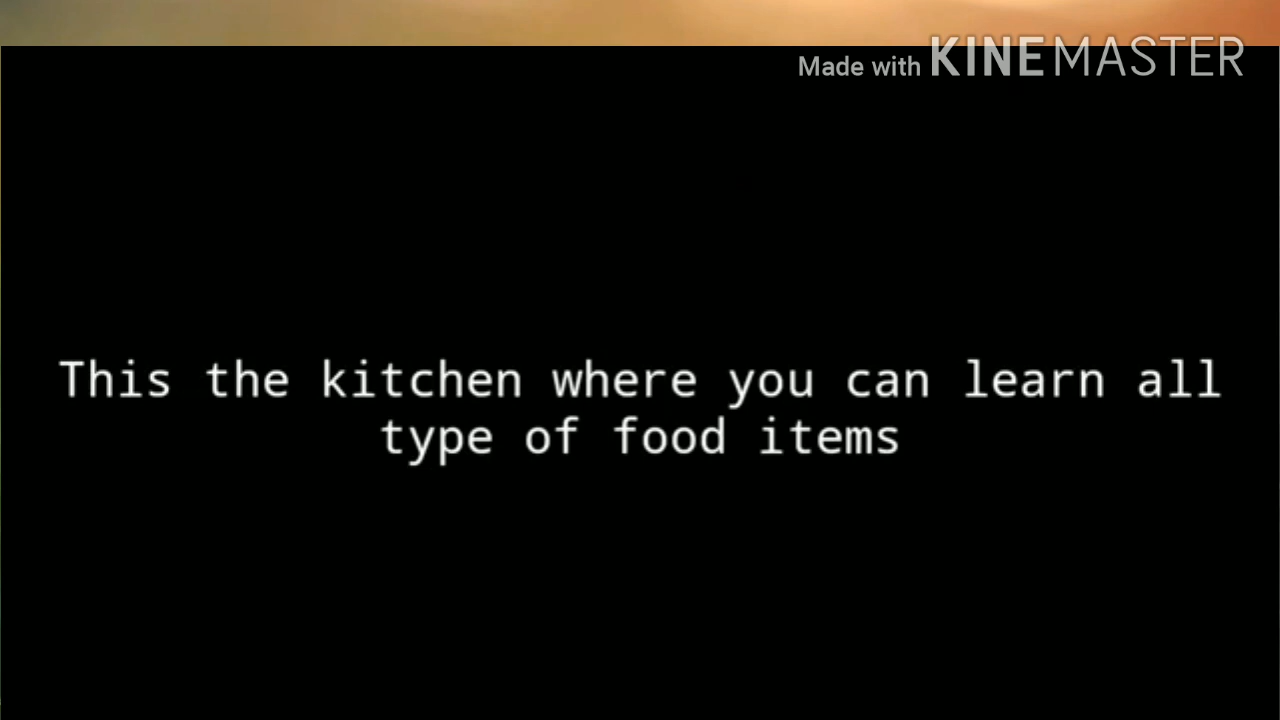 Made with KINEMASTER
This the kitchen where you can learn all
type of food items